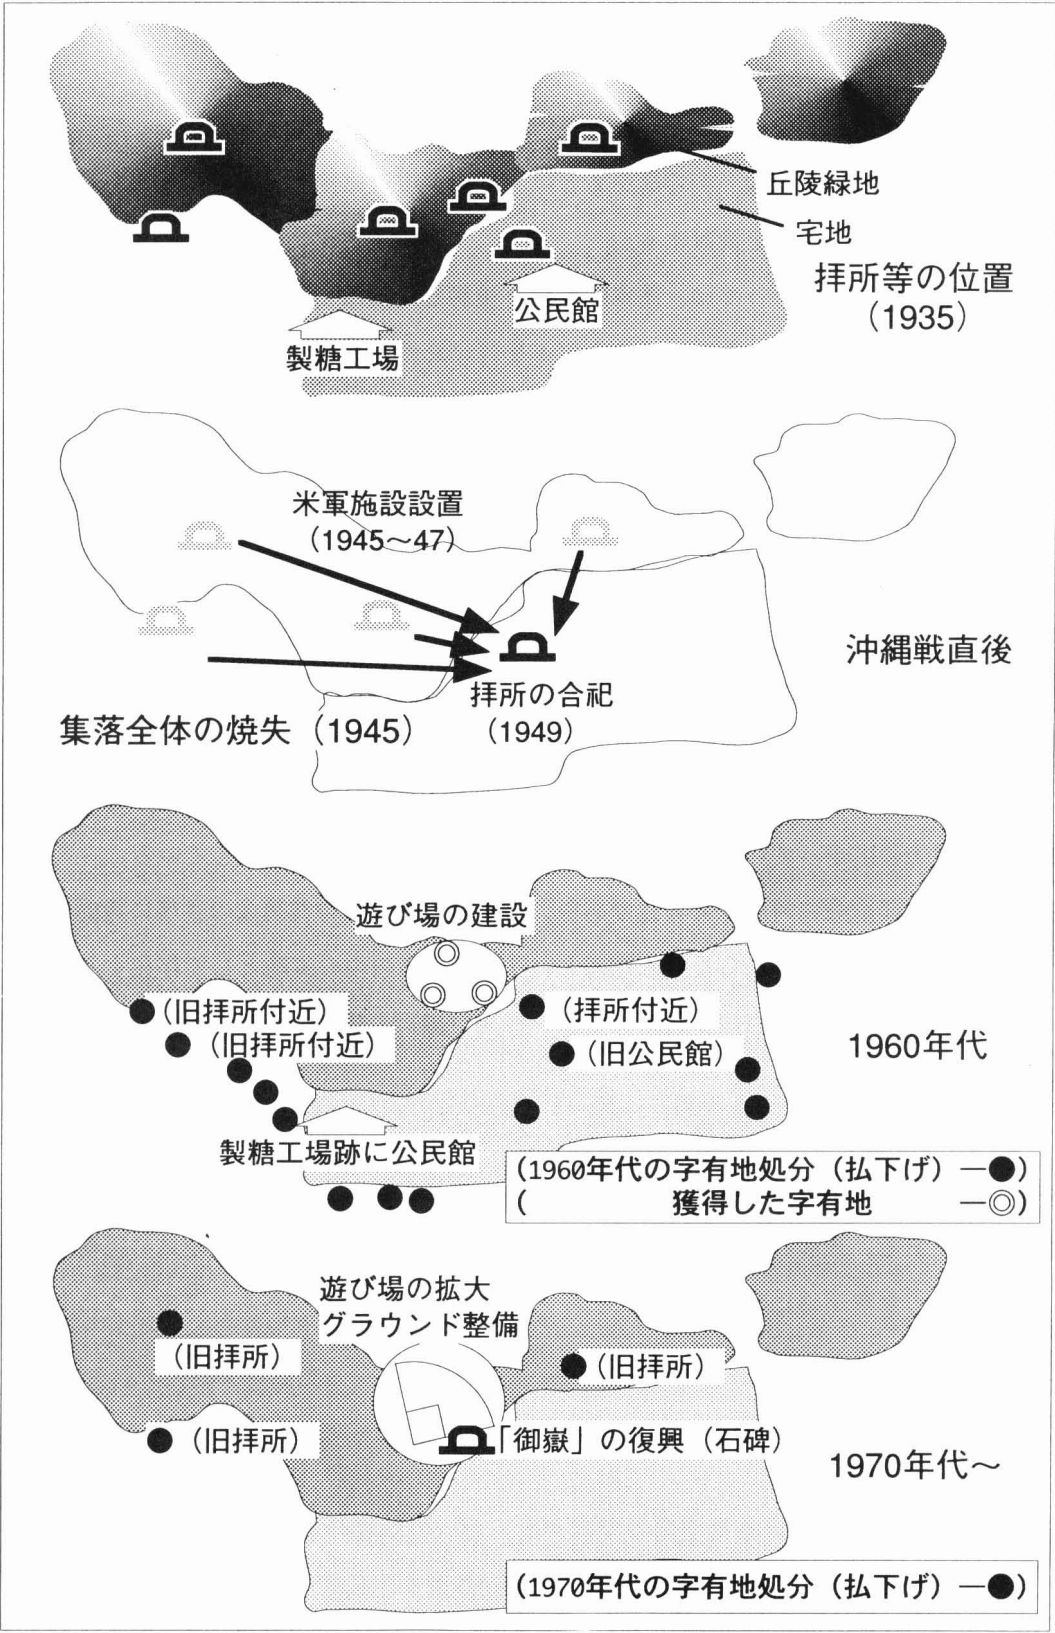 丘陵緑地
宅地
拝所等の位置
（1935）
公民館
製糖工場
米軍施設設置
（1945〜47）
沖縄戦直後
拝所の合祀
（1949）
集落全体の焼失（1945）
遊び場の建設
（旧拝所付近）
（拝所付近）
（旧拝所付近）
（旧公民館）
1960年代
製糖工場跡に公民館
（1960年代の字有地処分（払下げ）―●）
（　　　　　獲得した字有地　　　―◎）
遊び場の拡大
グラウンド整備
（旧拝所）
（旧拝所）
（旧拝所）
「御嶽」の復興（石碑）
1970年代〜
（1970年代の字有地処分（払下げ）―●）